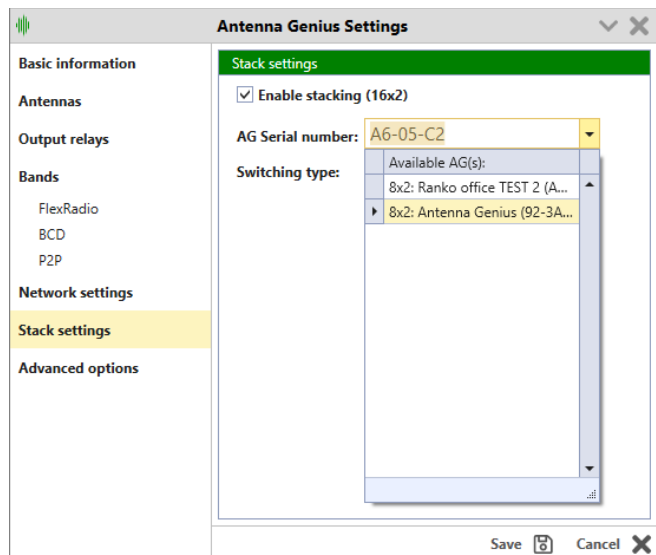 Antenna Genius Settings
Basic information
Antennas
Output relays
Bands
FlexRadio
BCD
P2P
Network settings
Stack settings
Advanced options
Stack settings
Enable stacking (16x2)
AG Serial number: A6-05-C2
Switching type:
Available AG(s):
8x2: Ranko office TEST 2 (A...
8x2: Antenna Genius (92-3A...
Save Cancel